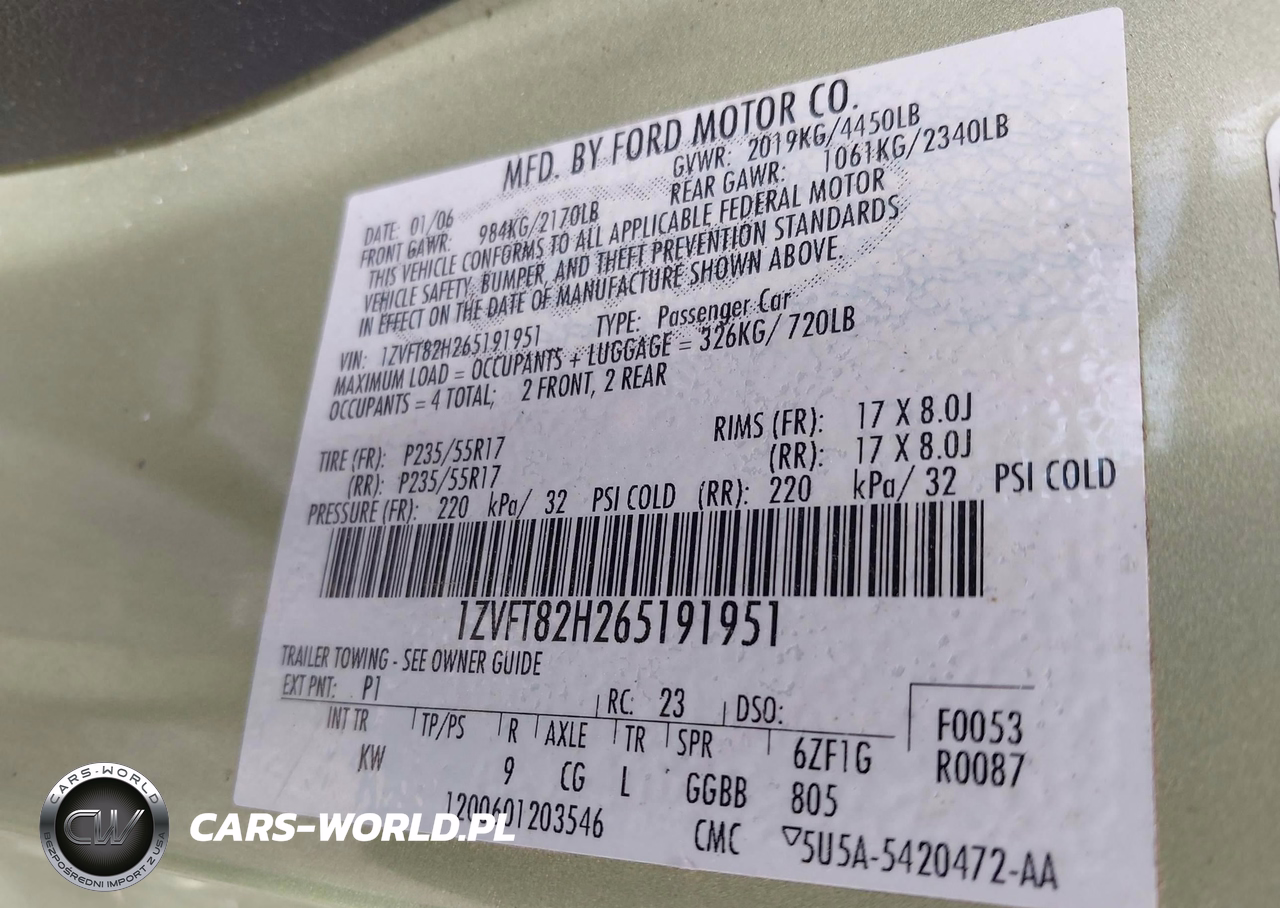 MFD. BY FORD MOTOR CO.
DATE: 01/06 GVWR: 2019KG/4450LB
FRONT GAWR: 984KG/2170LB REAR GAWR: 1061KG/2340LB
THIS VEHICLE CONFORMS TO ALL APPLICABLE FEDERAL MOTOR
VEHICLE SAFETY, BUMPER, AND THEFT PREVENTION STANDARDS
IN EFFECT ON THE DATE OF MANUFACTURE SHOWN ABOVE.
VIN: 1ZVFT82H265191951 TYPE: Passenger Car
MAXIMUM LOAD = OCCUPANTS + LUGGAGE = 326KG/ 720LB
OCCUPANTS = 4 TOTAL; 2 FRONT, 2 REAR
TIRE (FR): P235/55R17 RIMS (FR): 17 X 8.0J
(RR): P235/55R17 (RR): 17 X 8.0J
PRESSURE (FR): 220 kPa/ 32 PSI COLD (RR): 220 kPa/ 32 PSI COLD
1ZVFT82H265191951
TRAILER TOWING - SEE OWNER GUIDE
EXT PNT: P1 RC: 23 DSO: F0053
INT TR TP/PS R AXLE TR SPR 6ZF1G R0087
KW 9 CG L GGBB 805
1200601203546 CMC ▽5U5A-5420472-AA
CARS-WORLD
CW
BEZPOŚREDNI IMPORT Z USA
CARS-WORLD.PL